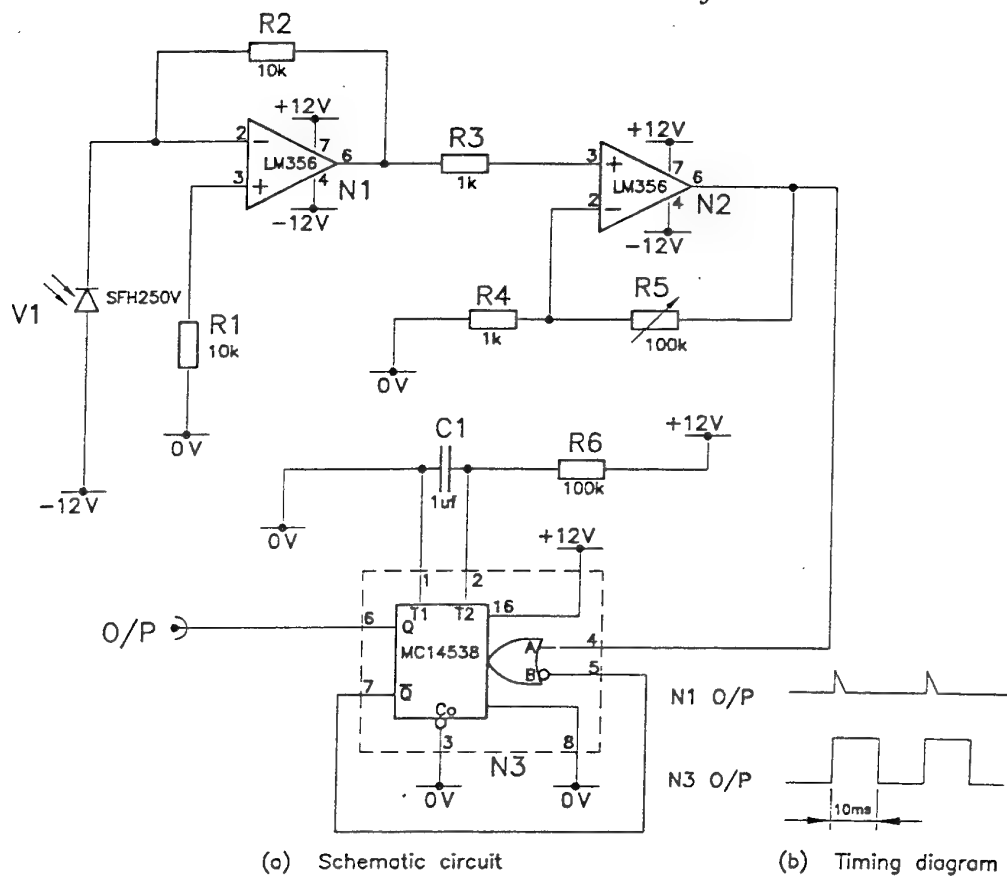 R2
10k
+12V
2
7
LM356
6
3
4
N1
-12V
R3
1k
+12V
3
7
6
LM356
2
4
N2
-12V
V1
SFH250V
R1
10k
0V
-12V
R4
1k
R5
100k
0V
C1
1uf
R6
100k
+12V
0V
+12V
1
2
T1
T2
16
O/P
6
Q
MC14538
A
4
B
5
7
Q̅
Co
3
8
N3
0V
0V
N1 O/P
N3 O/P
10ms
(a) Schematic circuit
(b) Timing diagram